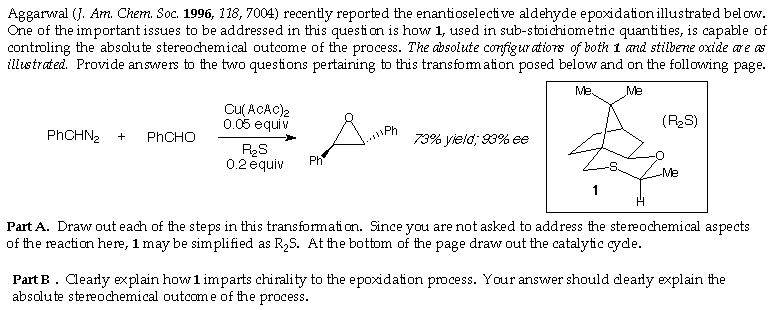 Aggarwal (J. Am. Chem. Soc. 1996, 118, 7004) recently reported the enantioselective aldehyde epoxidation illustrated below.
One of the important issues to be addressed in this question is how 1, used in sub-stoichiometric quantities, is capable of
controling the absolute stereochemical outcome of the process. The absolute configurations of both 1 and stilbene oxide are as
illustrated. Provide answers to the two questions pertaining to this transformation posed below and on the following page.
PhCHN2 + PhCHO
Cu(AcAc)2
0.05 equiv
R2S
0.2 equiv
O
Ph
Ph
73% yield; 93% ee
Me
Me
(R2S)
O
S
Me
H
1
Part A. Draw out each of the steps in this transformation. Since you are not asked to address the stereochemical aspects
of the reaction here, 1 may be simplified as R2S. At the bottom of the page draw out the catalytic cycle.
Part B . Clearly explain how 1 imparts chirality to the epoxidation process. Your answer should clearly explain the
absolute stereochemical outcome of the process.